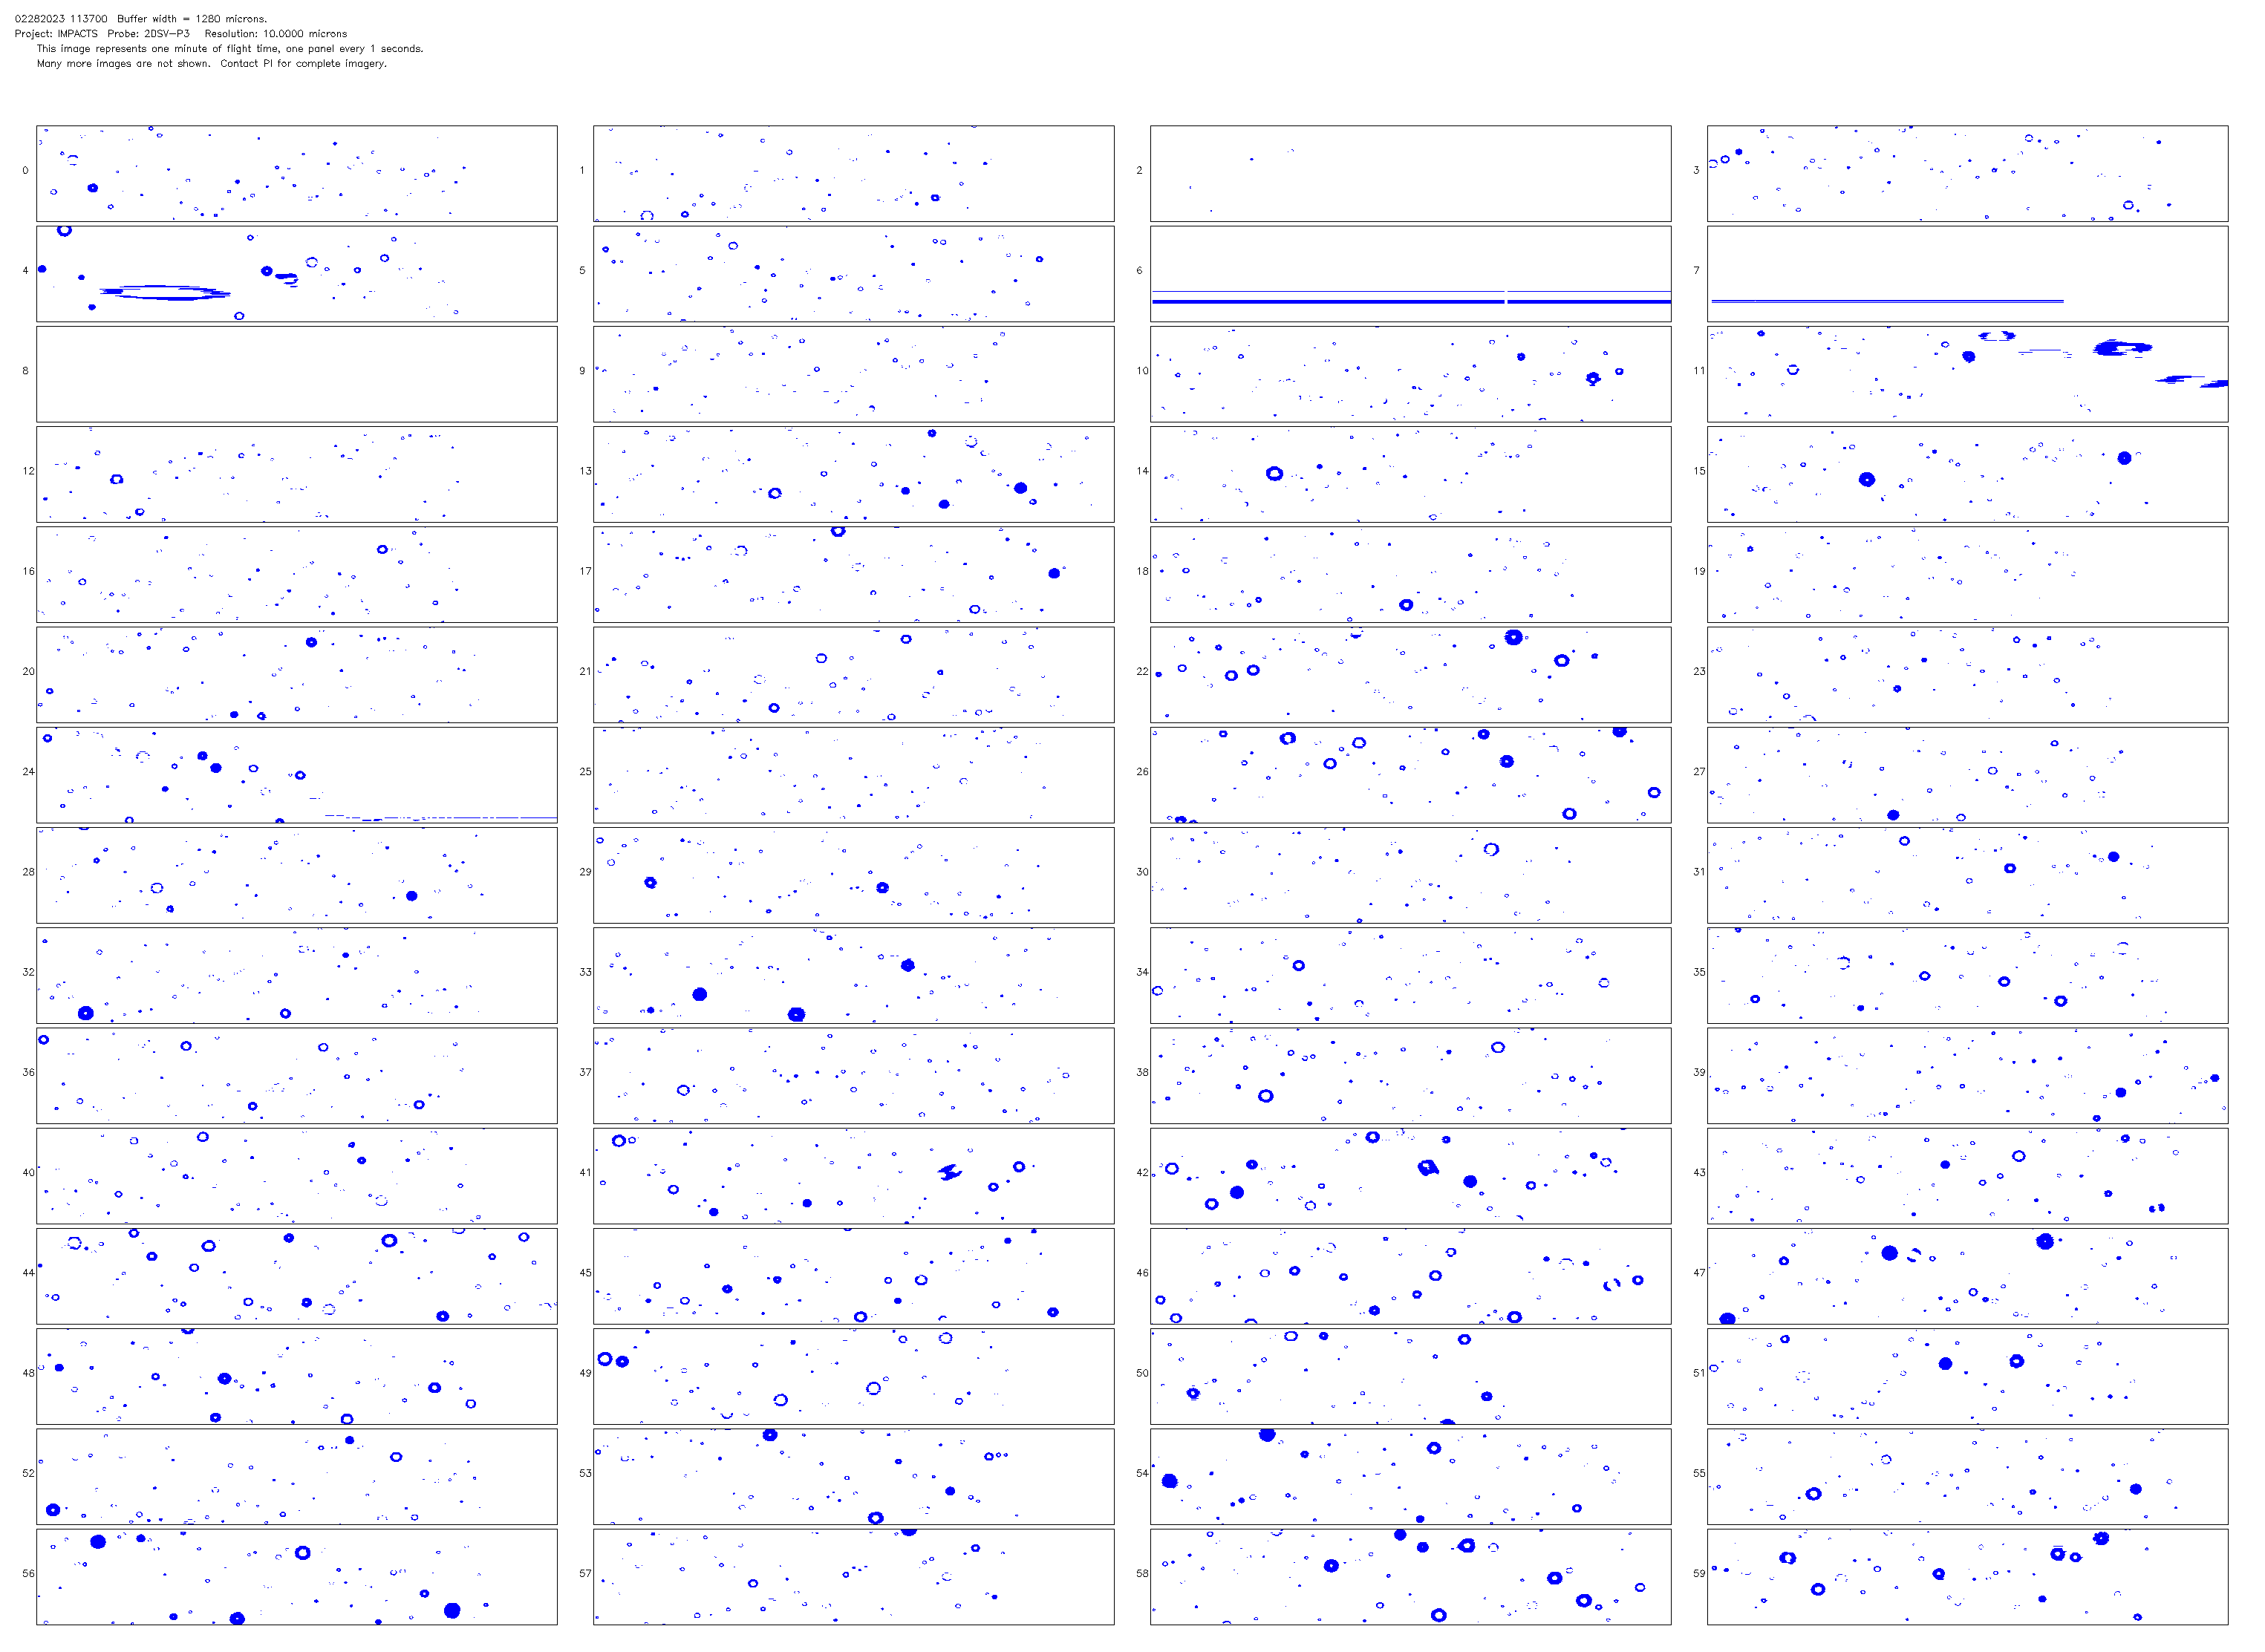 02282023 113700  Buffer width = 1280 microns.
Project: IMPACTS  Probe: 2DSV-P3   Resolution: 10.0000 microns
This image represents one minute of flight time, one panel every 1 seconds.
Many more images are not shown.  Contact PI for complete imagery.
0 1 2 3
4 5 6 7
8 9 10 11
12 13 14 15
16 17 18 19
20 21 22 23
24 25 26 27
28 29 30 31
32 33 34 35
36 37 38 39
40 41 42 43
44 45 46 47
48 49 50 51
52 53 54 55
56 57 58 59